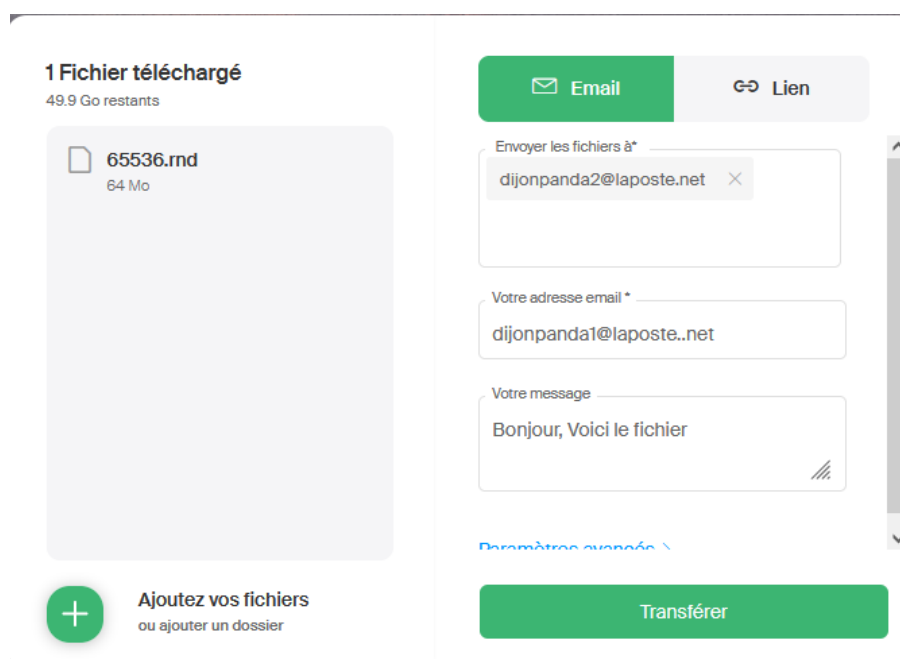 1 Fichier téléchargé
49.9 Go restants
65536.rnd
64 Mo
Ajoutez vos fichiers
ou ajouter un dossier
Email
Lien
Envoyer les fichiers à*
dijonpanda2@laposte.net
Votre adresse email *
dijonpanda1@laposte..net
Votre message
Bonjour, Voici le fichier
Paramètres avancés >
Transférer